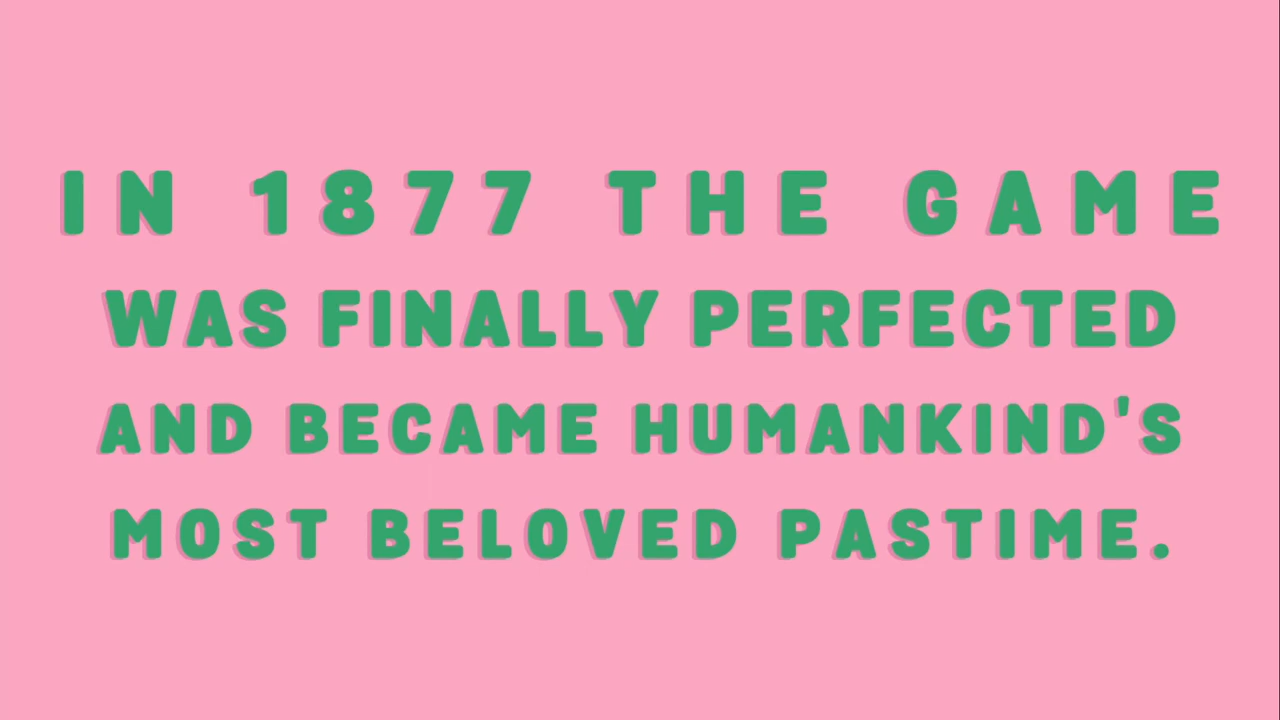 IN 1877 THE GAME
WAS FINALLY PERFECTED
AND BECAME HUMANKIND'S
MOST BELOVED PASTIME.